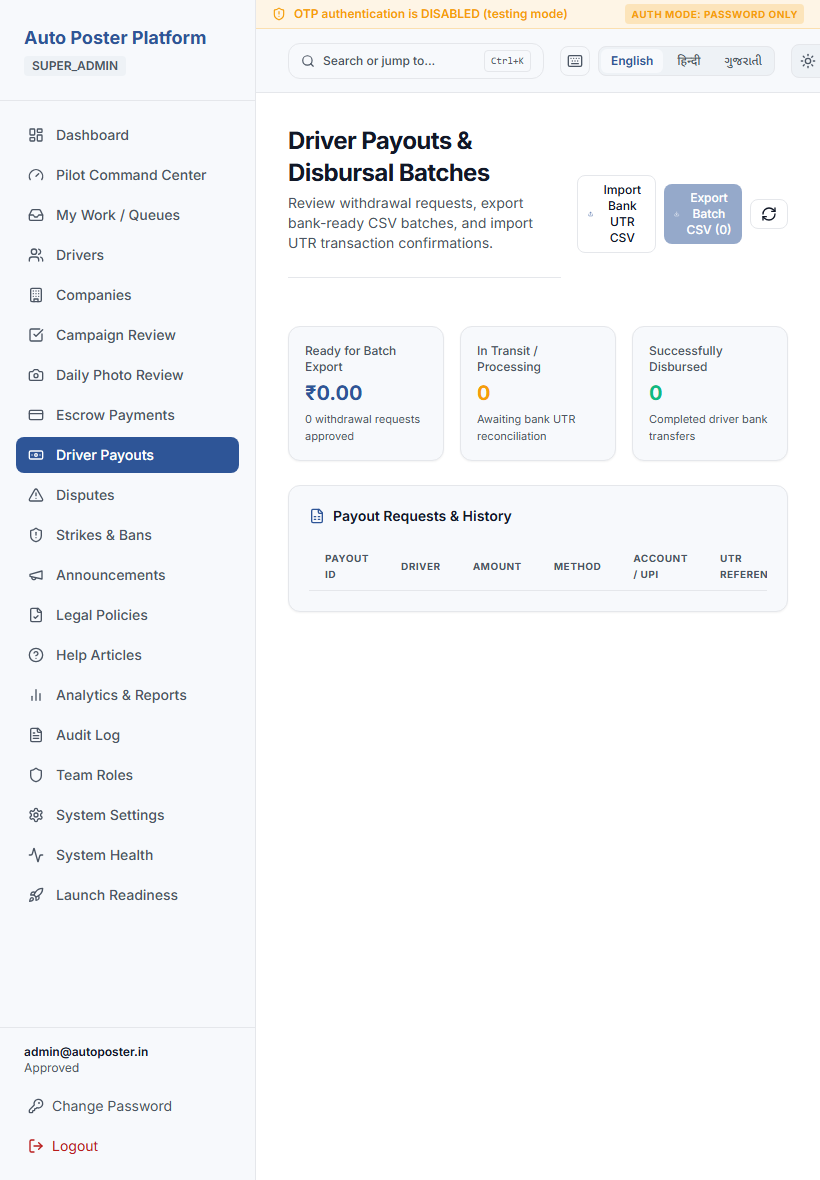 Auto Poster Platform
SUPER_ADMIN
Dashboard
Pilot Command Center
My Work / Queues
Drivers
Companies
Campaign Review
Daily Photo Review
Escrow Payments
Driver Payouts
Disputes
Strikes & Bans
Announcements
Legal Policies
Help Articles
Analytics & Reports
Audit Log
Team Roles
System Settings
System Health
Launch Readiness
admin@autoposter.in
Approved
Change Password
Logout
OTP authentication is DISABLED (testing mode)
AUTH MODE: PASSWORD ONLY
Search or jump to...
Ctrl+K
English
हिन्दी
ગુજરાતી
Driver Payouts &
Disbursal Batches
Review withdrawal requests, export
bank-ready CSV batches, and import
UTR transaction confirmations.
Import
Bank
UTR
CSV
Export
Batch
CSV (0)
Ready for Batch
Export
₹0.00
0 withdrawal requests
approved
In Transit /
Processing
0
Awaiting bank UTR
reconciliation
Successfully
Disbursed
0
Completed driver bank
transfers
Payout Requests & History
PAYOUT
ID
DRIVER
AMOUNT
METHOD
ACCOUNT
/ UPI
UTR
REFEREN